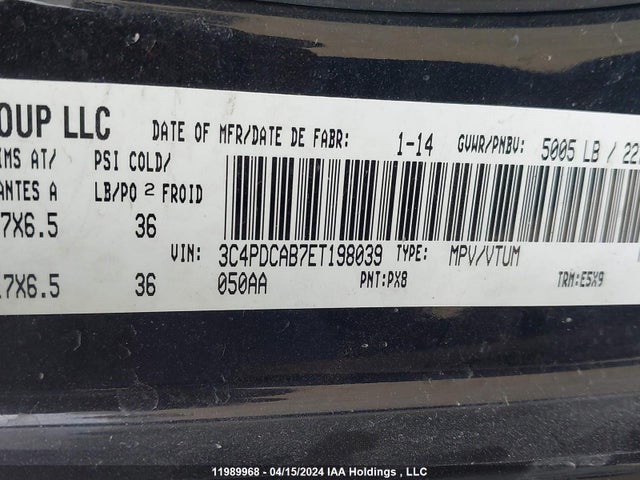 OUP LLC DATE OF MFR/DATE DE FABR: 1-14 GVWR/PNBV: 5005 LB / 22
IMS AT/ PSI COLD/
ANTES A LB/PO 2 FROID
7X6.5 36
VIN: 3C4PDCAB7ET198039 TYPE: MPV/VTUM
7X6.5 36 050AA PNT:PX8 TRM:E5X9
11989968 - 04/15/2024 IAA Holdings , LLC